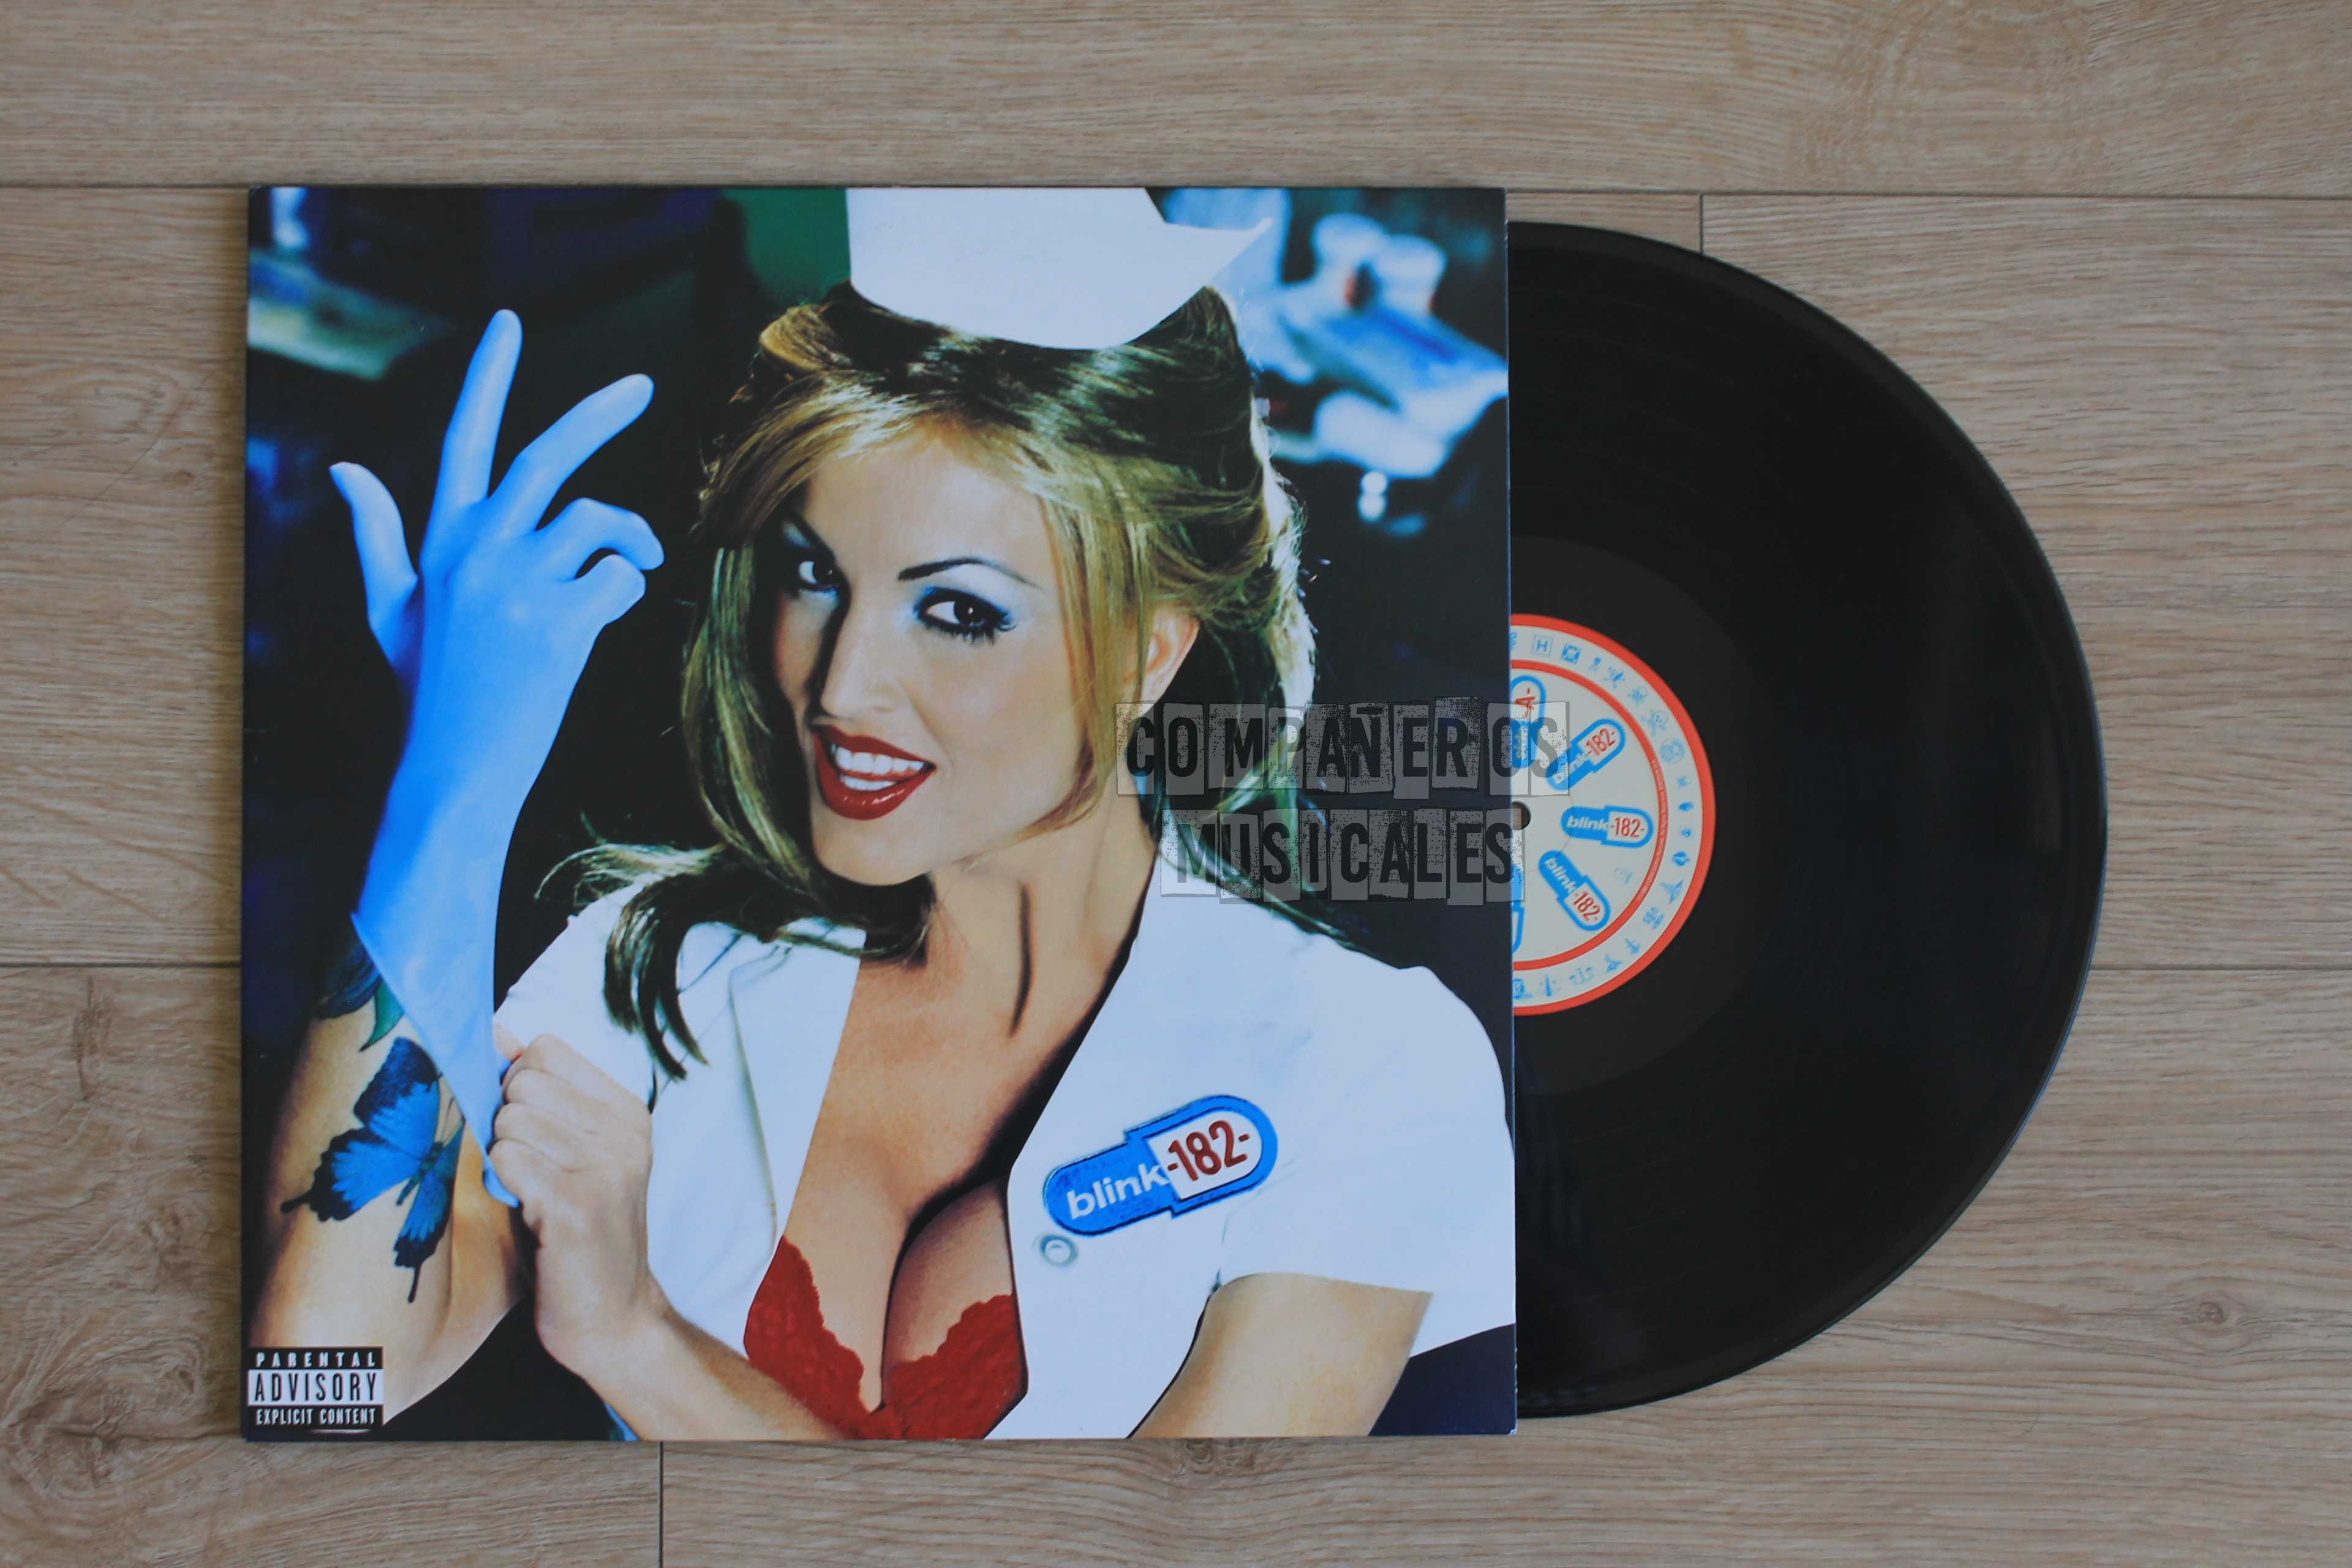 COMPAÑEROS
MUSICALES
-A-
blink-182-
blink-182-
blink-182-
blink-182-
PARENTAL
ADVISORY
EXPLICIT CONTENT